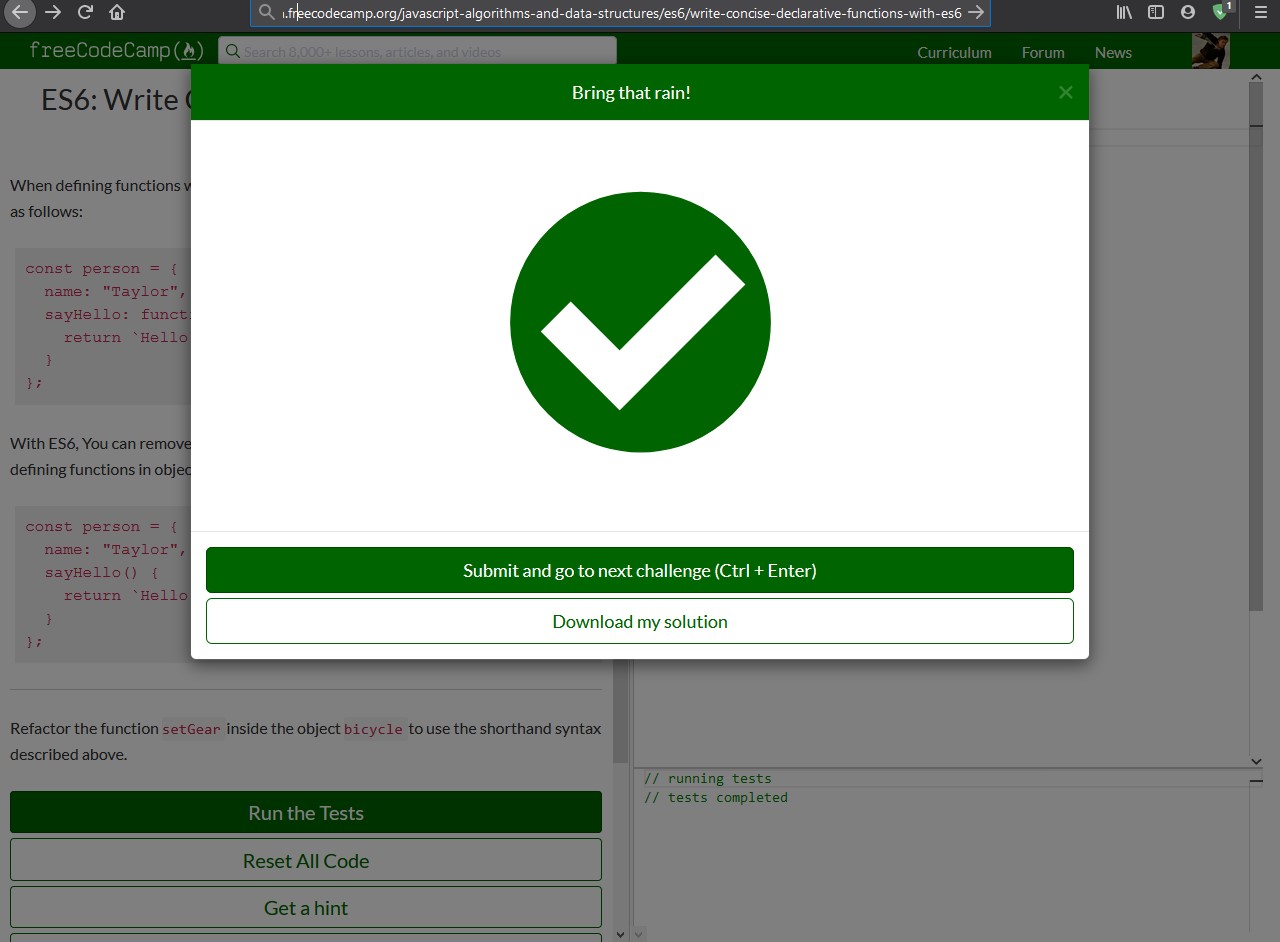 .freecodecamp.org/javascript-algorithms-and-data-structures/es6/write-concise-declarative-functions-with-es6
1
freeCodeCamp
Search 8,000+ lessons, articles, and videos
Curriculum
Forum
News
Bring that rain!
×
Submit and go to next challenge (Ctrl + Enter)
Download my solution
ES6: Write
When defining functions
as follows:
const person = {
name: "Taylor",
sayHello: functi
return `Hello
}
};
With ES6, You can remove
defining functions in objec
const person = {
name: "Taylor",
sayHello() {
return `Hello
}
};
Refactor the function setGear inside the object bicycle to use the shorthand syntax
described above.
Run the Tests
Reset All Code
Get a hint
// running tests
// tests completed